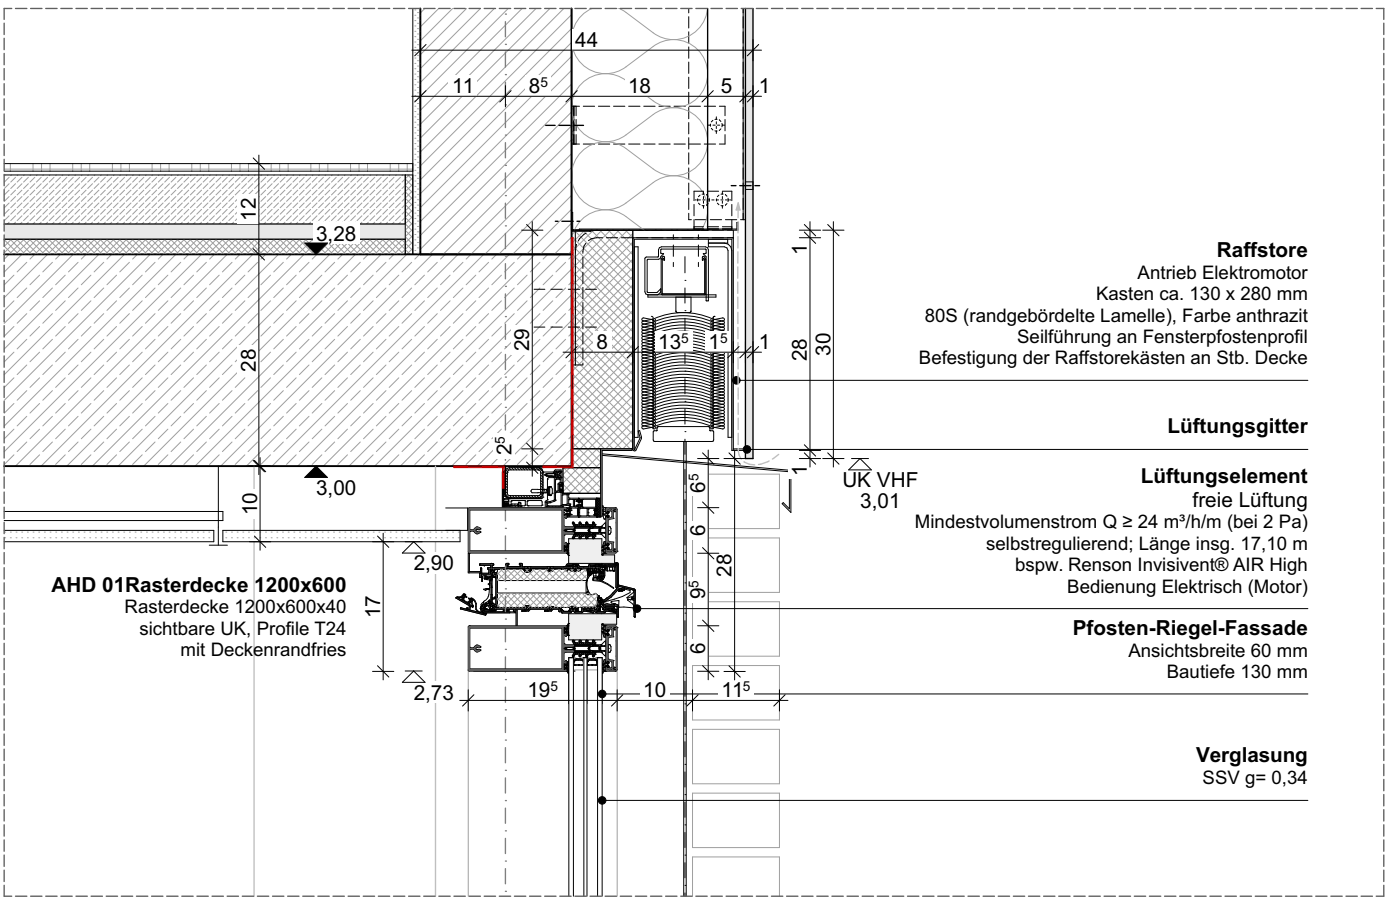 44
11
8⁵
18
5
1
12
3,28
28
29
8
13⁵
1⁵
1
1
28
30
1
2⁵
3,00
10
UK VHF
3,01
6⁵
6
9⁵
28
6
2,90
17
2,73
19⁵
10
11⁵
AHD 01Rasterdecke 1200x600
Rasterdecke 1200x600x40
sichtbare UK, Profile T24
mit Deckenrandfries
Raffstore
Antrieb Elektromotor
Kasten ca. 130 x 280 mm
80S (randgebördelte Lamelle), Farbe anthrazit
Seilführung an Fensterpfostenprofil
Befestigung der Raffstorekästen an Stb. Decke
Lüftungsgitter
Lüftungselement
freie Lüftung
Mindestvolumenstrom Q ≥ 24 m³/h/m (bei 2 Pa)
selbstregulierend; Länge insg. 17,10 m
bspw. Renson Invisivent® AIR High
Bedienung Elektrisch (Motor)
Pfosten-Riegel-Fassade
Ansichtsbreite 60 mm
Bautiefe 130 mm
Verglasung
SSV g= 0,34